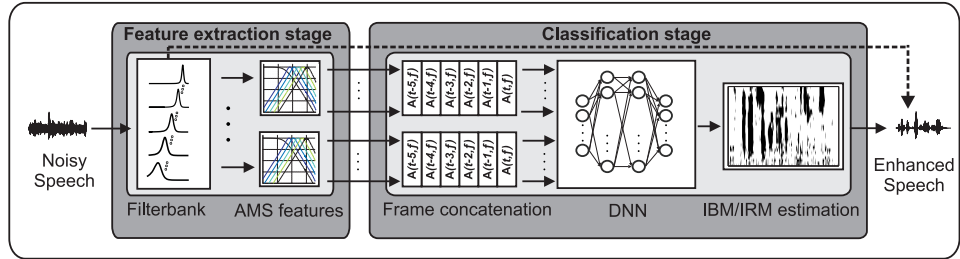 Feature extraction stage
Classification stage
A(t-5,f)
A(t-4,f)
A(t-3,f)
A(t-2,f)
A(t-1,f)
A(t,f)
A(t-5,f)
A(t-4,f)
A(t-3,f)
A(t-2,f)
A(t-1,f)
A(t,f)
Noisy
Speech
Enhanced
Speech
Filterbank
AMS features
Frame concatenation
DNN
IBM/IRM estimation